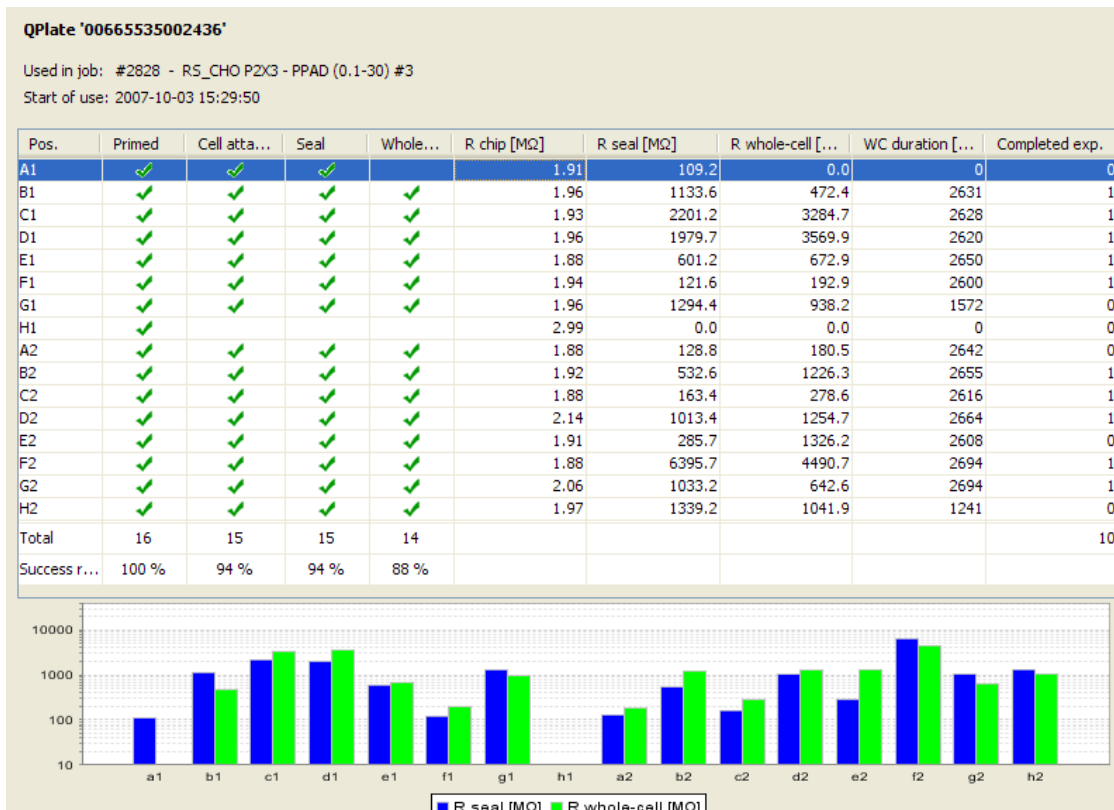 QPlate '00665535002436'
Used in job: #2828 - RS_CHO P2X3 - PPAD (0.1-30) #3
Start of use: 2007-10-03 15:29:50
Pos. Primed Cell atta... Seal Whole... R chip [MΩ] R seal [MΩ] R whole-cell [... WC duration [... Completed exp.
A1 1.91 109.2 0.0 0 0
B1 1.96 1133.6 472.4 2631 1
C1 1.93 2201.2 3284.7 2628 1
D1 1.96 1979.7 3569.9 2620 1
E1 1.88 601.2 672.9 2650 1
F1 1.94 121.6 192.9 2600 1
G1 1.96 1294.4 938.2 1572 0
H1 2.99 0.0 0.0 0 0
A2 1.88 128.8 180.5 2642 0
B2 1.92 532.6 1226.3 2655 1
C2 1.88 163.4 278.6 2616 1
D2 2.14 1013.4 1254.7 2664 1
E2 1.91 285.7 1326.2 2608 0
F2 1.88 6395.7 4490.7 2694 1
G2 2.06 1033.2 642.6 2694 1
H2 1.97 1339.2 1041.9 1241 0
Total 16 15 15 14 10
Success r... 100 % 94 % 94 % 88 %
10000
1000
100
10
a1 b1 c1 d1 e1 f1 g1 h1 a2 b2 c2 d2 e2 f2 g2 h2
R seal [MΩ] R whole-cell [MΩ]